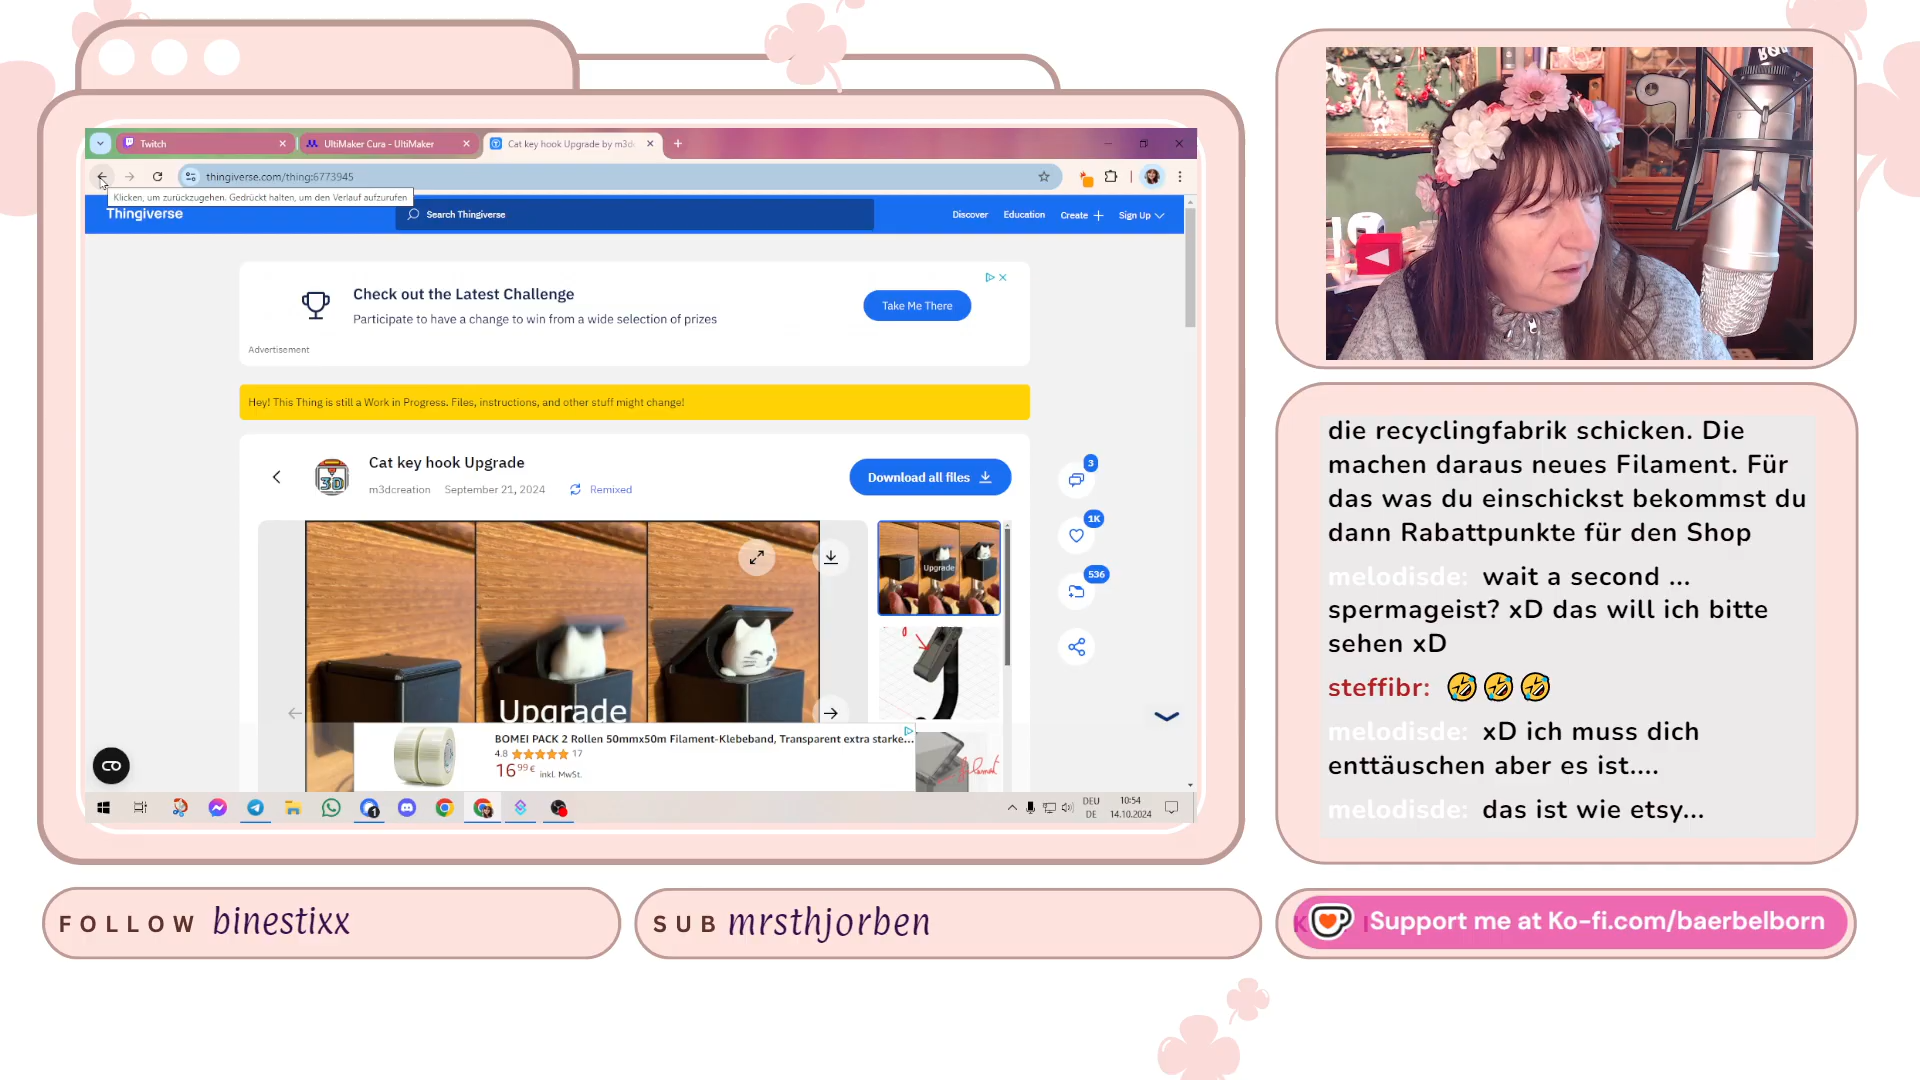 Twitch
UltiMaker Cura - UltiMaker
Cat key hook Upgrade by m3d
thingiverse.com/thing:6773945
Klicken, um zurückzugehen. Gedrückt halten, um den Verlauf aufzurufen
Thingiverse
Search Thingiverse
Discover
Education
Create
Sign Up
Check out the Latest Challenge
Participate to have a change to win from a wide selection of prizes
Take Me There
Advertisement
Hey! This Thing is still a Work in Progress. Files, instructions, and other stuff might change!
Cat key hook Upgrade
m3dcreation
September 21, 2024
Remixed
3D
Download all files
3
1K
536
Upgrade
Upgrade
BOMEI PACK 2 Rollen 50mmx50m Filament-Klebeband, Transparent extra starke...
4.8
17
16⁹⁹€ inkl. MwSt.
1
DEU
DE
10:54
14.10.2024
die recyclingfabrik schicken. Die
machen daraus neues Filament. Für
das was du einschickst bekommst du
dann Rabattpunkte für den Shop
melodisde: wait a second ...
spermageist? xD das will ich bitte
sehen xD
steffibr: 🤣🤣🤣
melodisde: xD ich muss dich
enttäuschen aber es ist....
melodisde: das ist wie etsy...
FOLLOW binestixx
SUB mrsthjorben
Support me at Ko-fi.com/baerbelborn